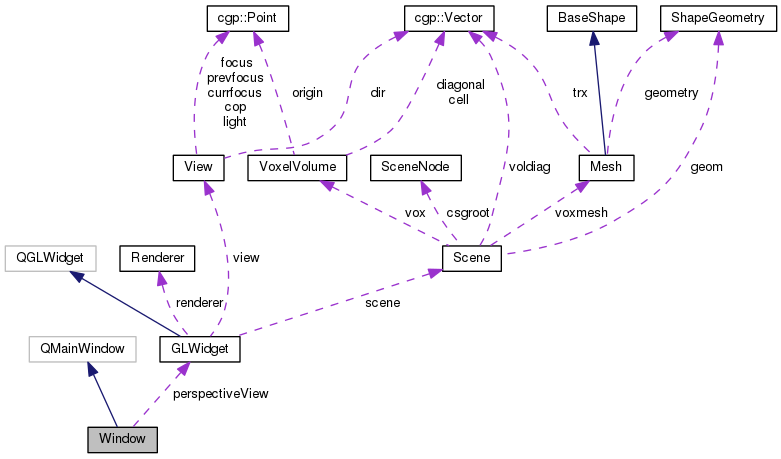 cgp::Point
cgp::Vector
BaseShape
ShapeGeometry
focus
prevfocus
currfocus
cop
light
origin
dir
diagonal
cell
trx
geometry
View
VoxelVolume
SceneNode
voldiag
Mesh
geom
vox
csgroot
voxmesh
QGLWidget
Renderer
view
Scene
renderer
scene
QMainWindow
GLWidget
perspectiveView
Window